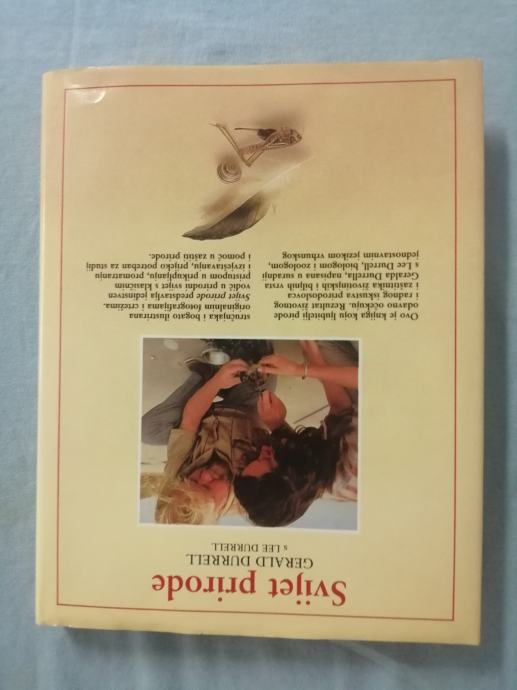 Svijet prirode
GERALD DURRELL
s LEE DURRELL
Ovo je knjiga koju ljubitelji prirode
odavno očekuju. Rezultat životnog
i radnog iskustva prirodoslovca
i zaštitnika životinjskih i biljnih vrsta
Geralda Durrella, napisana u suradnji
s Lee Durrell, biologom i zoologom,
jednostavnim jezikom vrhunskog
stručnjaka i bogato ilustrirana
originalnim fotografijama i crtežima.
Svijet prirode predstavlja jedinstven
vodič u prirodni svijet s klasičnim
pristupom u prikupljanju, promatranju
i izvještavanju, prijeko potreban za studij
i pomoć u zaštiti prirode.